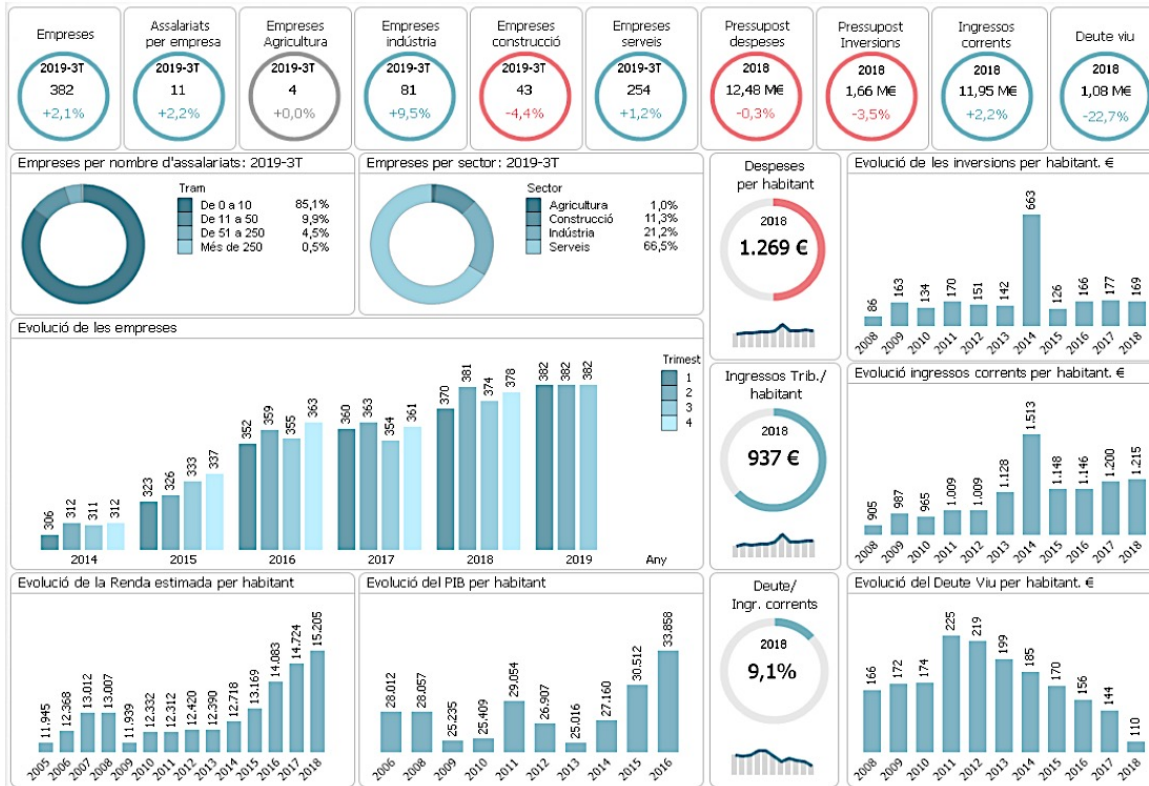 Empreses
2019-3T
382
+2,1%
Assalariats
per empresa
2019-3T
11
+2,2%
Empreses
Agricultura
2019-3T
4
+0,0%
Empreses
indústria
2019-3T
81
+9,5%
Empreses
construcció
2019-3T
43
-4,4%
Empreses
serveis
2019-3T
254
+1,2%
Pressupost
despeses
2018
12,48 M€
-0,3%
Pressupost
Inversions
2018
1,66 M€
-3,5%
Ingressos
corrents
2018
11,95 M€
+2,2%
Deute viu
2018
1,08 M€
-22,7%
Empreses per nombre d'assalariats: 2019-3T
Tram
De 0 a 10 85,1%
De 11 a 50 9,9%
De 51 a 250 4,5%
Més de 250 0,5%
Empreses per sector: 2019-3T
Sector
Agricultura 1,0%
Construcció 11,3%
Indústria 21,2%
Serveis 66,5%
Despeses
per habitant
2018
1.269 €
Evolució de les inversions per habitant. €
86 163 134 170 151 142 663 126 166 177 169
2008 2009 2010 2011 2012 2013 2014 2015 2016 2017 2018
Evolució de les empreses
Trimest
1
2
3
4
306 312 311 312 323 326 333 337 352 359 355 363 360 363 354 361 370 381 374 378 382 382 382
2014 2015 2016 2017 2018 2019 Any
Ingressos Trib./
habitant
2018
937 €
Evolució ingressos corrents per habitant. €
905 987 965 1.009 1.009 1.128 1.513 1.148 1.146 1.200 1.215
2008 2009 2010 2011 2012 2013 2014 2015 2016 2017 2018
Evolució de la Renda estimada per habitant
11.945 12.368 13.012 13.007 11.939 12.332 12.312 12.420 12.390 12.718 13.169 14.083 14.724 15.205
2005 2006 2007 2008 2009 2010 2011 2012 2013 2014 2015 2016 2017 2018
Evolució del PIB per habitant
28.012 28.057 25.235 25.409 29.054 26.907 25.016 27.160 30.512 33.858
2006 2008 2009 2010 2011 2012 2013 2014 2015 2016
Deute/
Ingr. corrents
2018
9,1%
Evolució del Deute Viu per habitant. €
166 172 174 225 219 199 185 170 156 144 110
2008 2009 2010 2011 2012 2013 2014 2015 2016 2017 2018